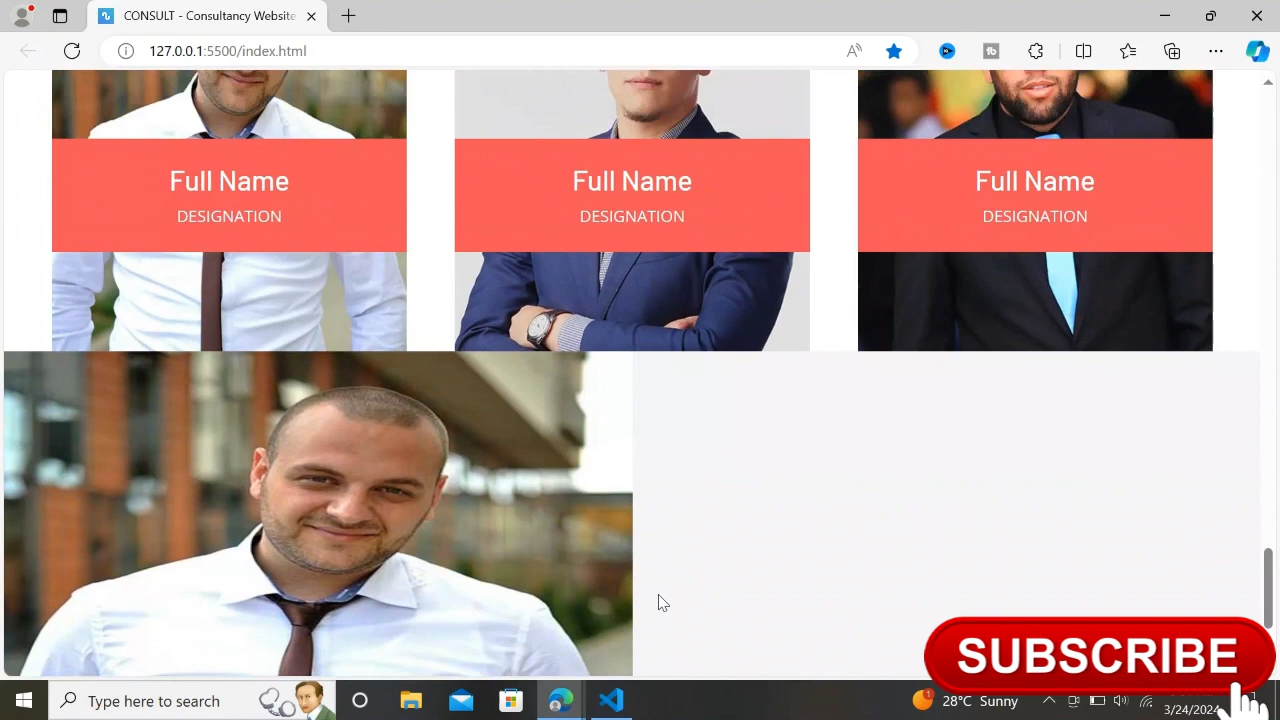 CONSULT - Consultancy Website
127.0.0.1:5500/index.html
Full Name
DESIGNATION
Full Name
DESIGNATION
Full Name
DESIGNATION
SUBSCRIBE
Type here to search
28°C Sunny
3/24/2024